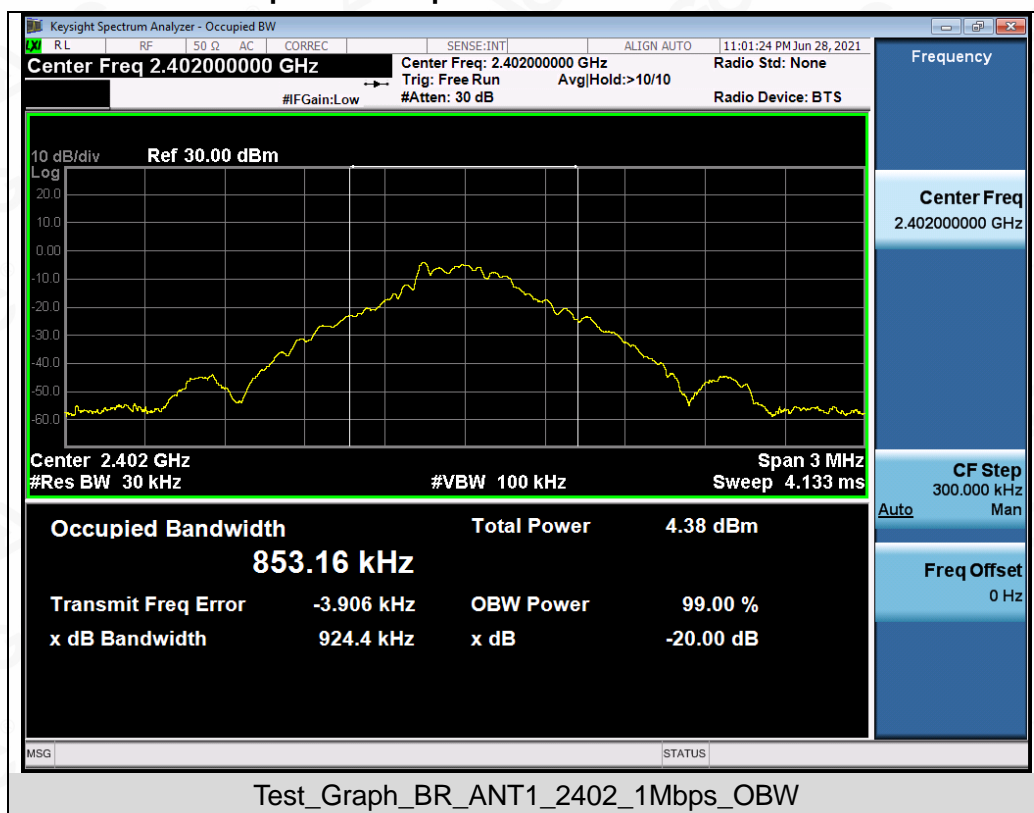 Keysight Spectrum Analyzer - Occupied BW
LXI RL RF 50 Ω AC CORREC SENSE:INT ALIGN AUTO 11:01:24 PM Jun 28, 2021
Center Freq 2.402000000 GHz Center Freq: 2.402000000 GHz Radio Std: None
Trig: Free Run Avg|Hold:>10/10
#IFGain:Low #Atten: 30 dB Radio Device: BTS
Frequency
10 dB/div Ref 30.00 dBm
Log
20.0
10.0
0.00
-10.0
-20.0
-30.0
-40.0
-50.0
-60.0
Center 2.402 GHz Span 3 MHz
#Res BW 30 kHz #VBW 100 kHz Sweep 4.133 ms
Center Freq
2.402000000 GHz
CF Step
300.000 kHz
Auto Man
Freq Offset
0 Hz
Occupied Bandwidth Total Power 4.38 dBm
853.16 kHz
Transmit Freq Error -3.906 kHz OBW Power 99.00 %
x dB Bandwidth 924.4 kHz x dB -20.00 dB
MSG STATUS
Test_Graph_BR_ANT1_2402_1Mbps_OBW